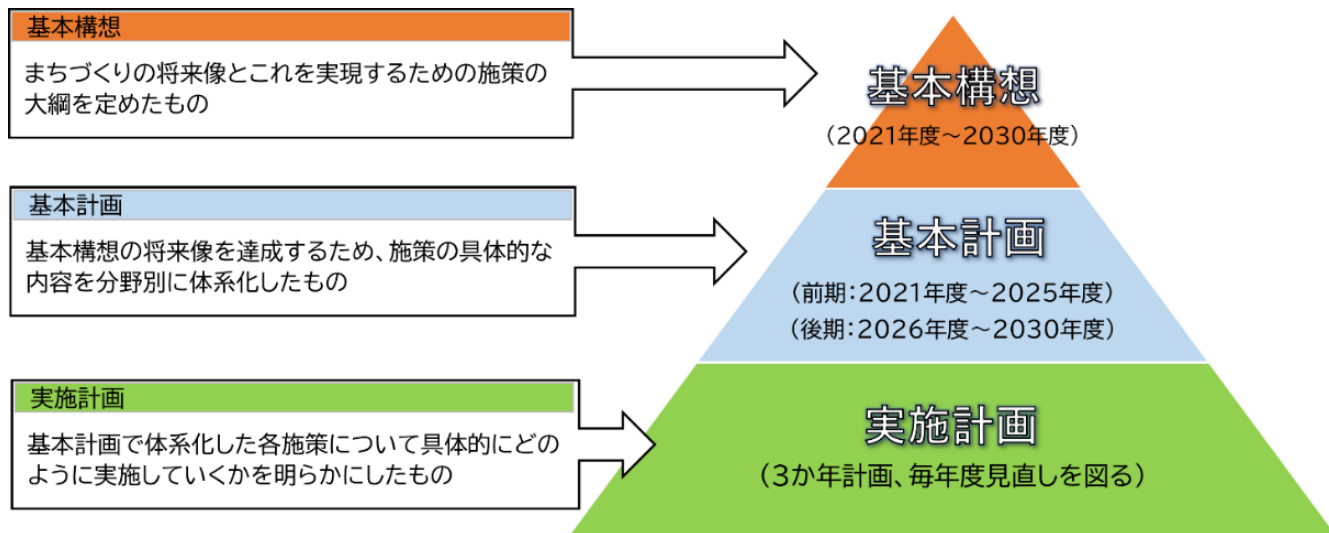 基本構想
まちづくりの将来像とこれを実現するための施策の
大綱を定めたもの
基本構想
（2021年度～2030年度）
基本計画
基本構想の将来像を達成するため、施策の具体的な
内容を分野別に体系化したもの
基本計画
（前期：2021年度～2025年度）
（後期：2026年度～2030年度）
実施計画
基本計画で体系化した各施策について具体的にどの
ように実施していくかを明らかにしたもの
実施計画
（3か年計画、毎年度見直しを図る）